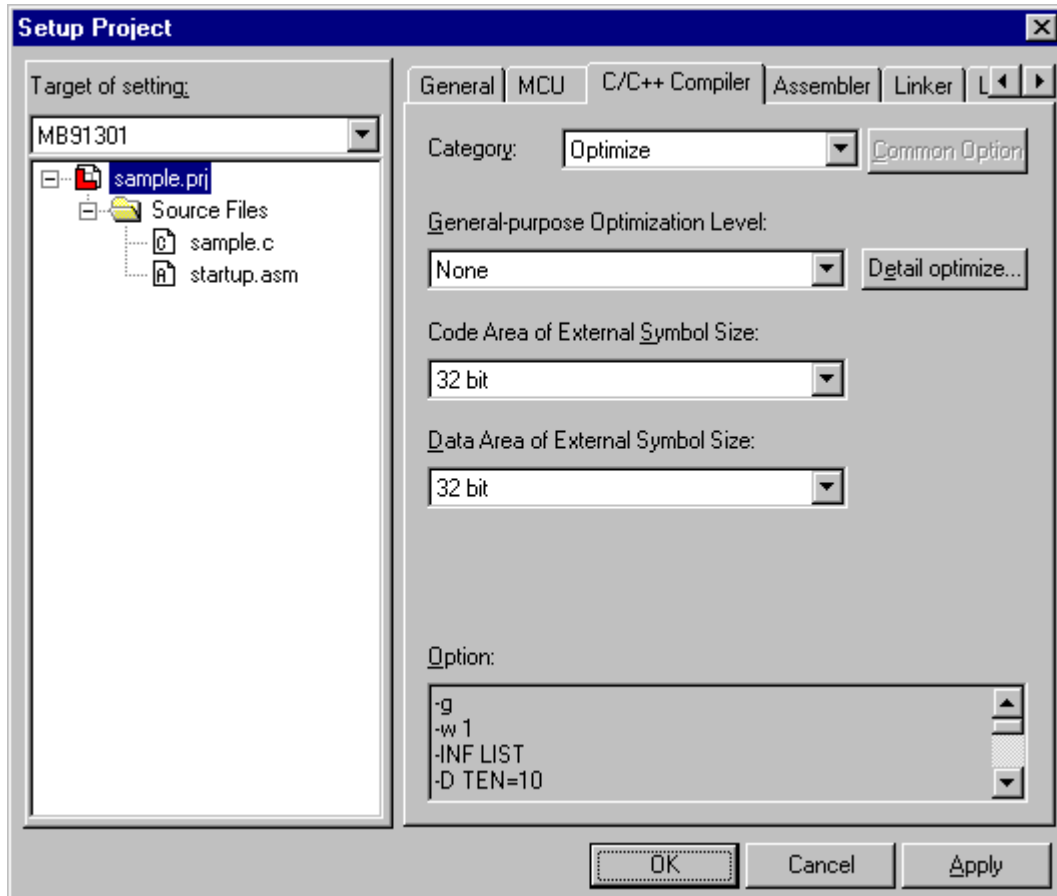 Setup Project
Target of setting:
MB91301
sample.prj
Source Files
sample.c
startup.asm
General
MCU
C/C++ Compiler
Assembler
Linker
L
Category:
Optimize
Common Option
General-purpose Optimization Level:
None
Detail optimize...
Code Area of External Symbol Size:
32 bit
Data Area of External Symbol Size:
32 bit
Option:
-g
-w 1
-INF LIST
-D TEN=10
OK
Cancel
Apply